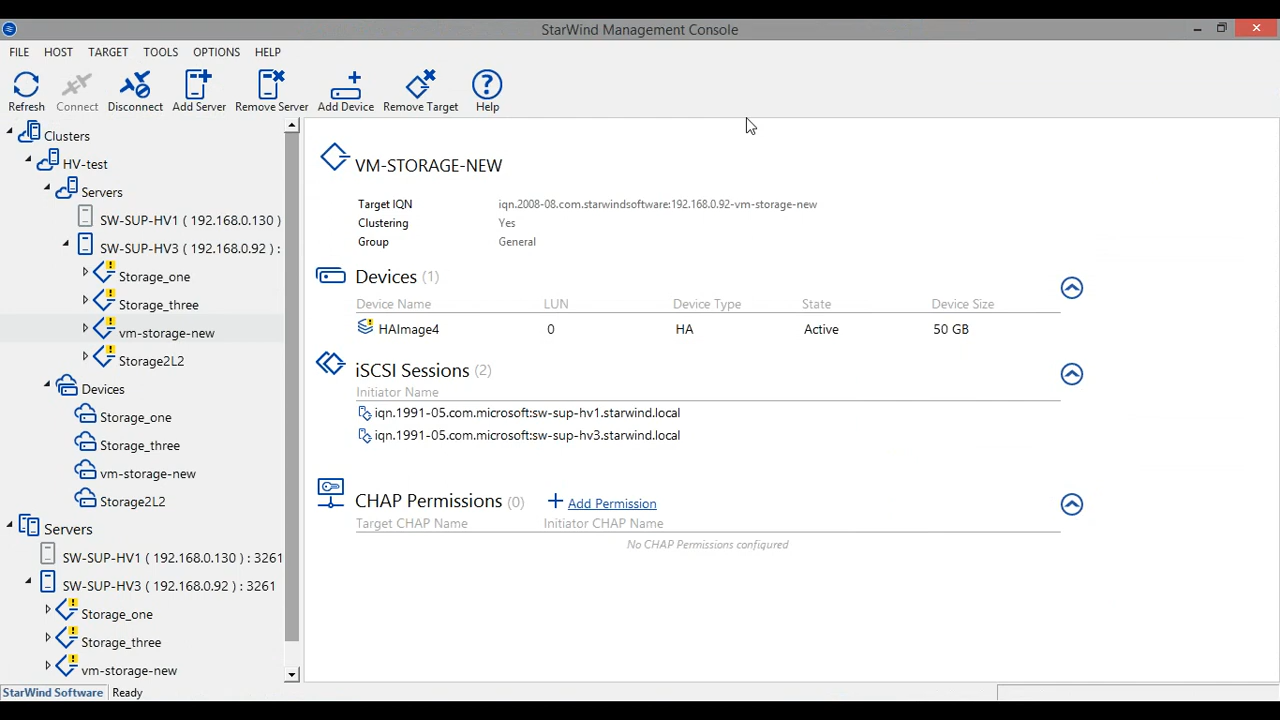 StarWind Management Console
FILE HOST TARGET TOOLS OPTIONS HELP
Refresh Connect Disconnect Add Server Remove Server Add Device Remove Target Help
Clusters
HV-test
Servers
SW-SUP-HV1 ( 192.168.0.130 )
SW-SUP-HV3 ( 192.168.0.92 ) :
Storage_one
Storage_three
vm-storage-new
Storage2L2
Devices
Storage_one
Storage_three
vm-storage-new
Storage2L2
Servers
SW-SUP-HV1 ( 192.168.0.130 ) : 3261
SW-SUP-HV3 ( 192.168.0.92 ) : 3261
Storage_one
Storage_three
vm-storage-new
VM-STORAGE-NEW
Target IQN iqn.2008-08.com.starwindsoftware:192.168.0.92-vm-storage-new
Clustering Yes
Group General
Devices (1)
Device Name LUN Device Type State Device Size
HAImage4 0 HA Active 50 GB
iSCSI Sessions (2)
Initiator Name
iqn.1991-05.com.microsoft:sw-sup-hv1.starwind.local
iqn.1991-05.com.microsoft:sw-sup-hv3.starwind.local
CHAP Permissions (0) Add Permission
Target CHAP Name Initiator CHAP Name
No CHAP Permissions configured
StarWind Software Ready